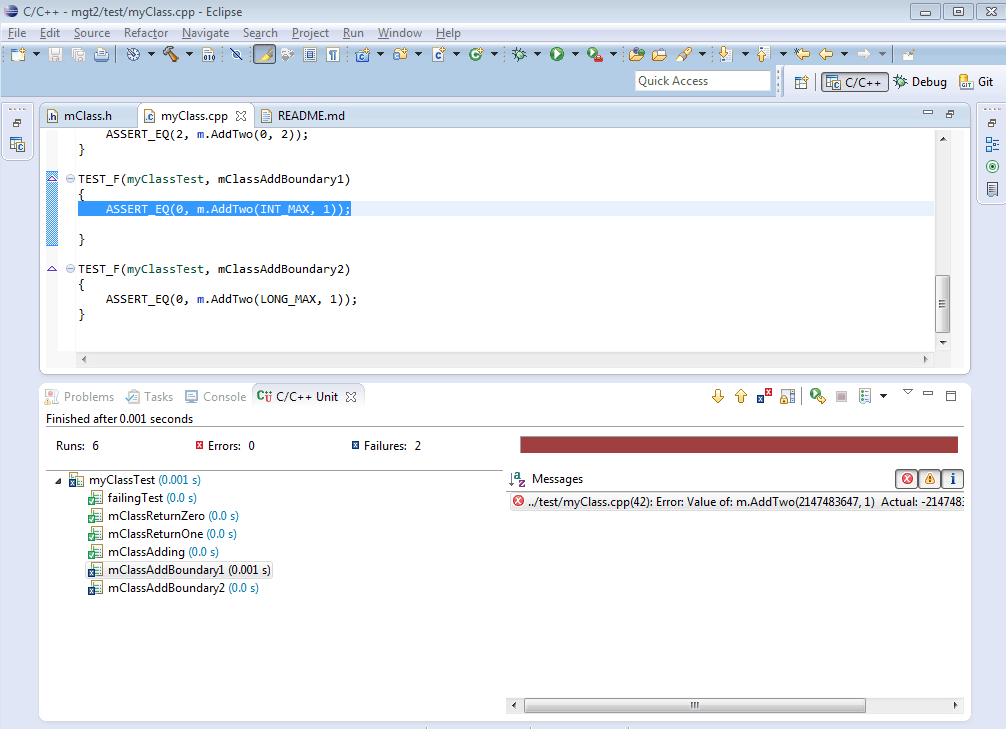 C/C++ - mgt2/test/myClass.cpp - Eclipse
File Edit Source Refactor Navigate Search Project Run Window Help
010
Quick Access
C/C++ Debug Git
mClass.h myClass.cpp README.md
ASSERT_EQ(2, m.AddTwo(0, 2));
}
TEST_F(myClassTest, mClassAddBoundary1)
{
ASSERT_EQ(0, m.AddTwo(INT_MAX, 1));
}
TEST_F(myClassTest, mClassAddBoundary2)
{
ASSERT_EQ(0, m.AddTwo(LONG_MAX, 1));
}
Problems Tasks Console C/C++ Unit
Finished after 0.001 seconds
Runs: 6 Errors: 0 Failures: 2
myClassTest (0.001 s)
Messages
failingTest (0.0 s)
../test/myClass.cpp(42): Error: Value of: m.AddTwo(2147483647, 1) Actual: -2147483
mClassReturnZero (0.0 s)
mClassReturnOne (0.0 s)
mClassAdding (0.0 s)
mClassAddBoundary1 (0.001 s)
mClassAddBoundary2 (0.0 s)